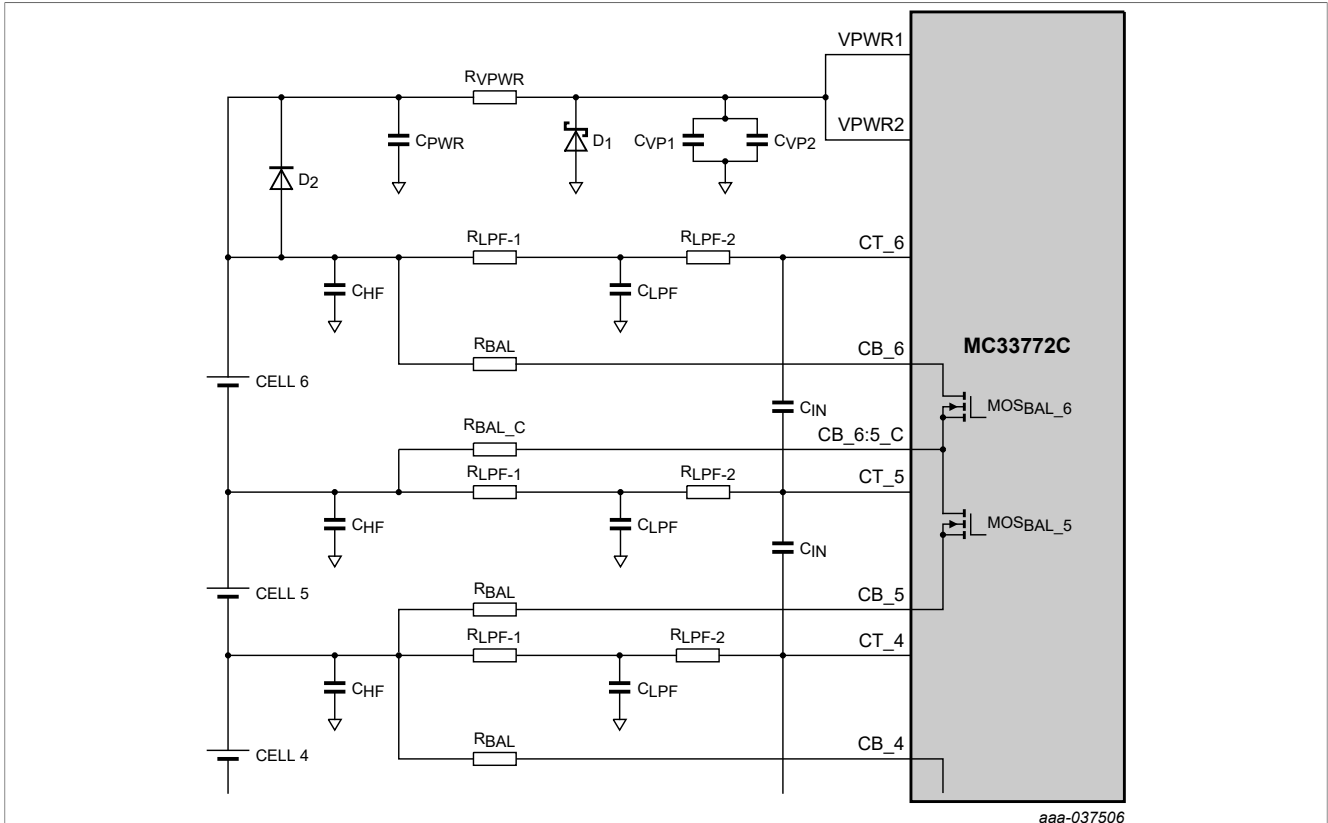 VPWR1
RVPWR
VPWR2
CPWR
D1
CVP1
CVP2
D2
RLPF-1
RLPF-2
CT_6
CHF
CLPF
RBAL
CB_6
MC33772C
CELL 6
CIN
MOSBAL_6
RBAL_C
CB_6:5_C
RLPF-1
RLPF-2
CT_5
CHF
CLPF
MOSBAL_5
CIN
CELL 5
RBAL
CB_5
RLPF-1
RLPF-2
CT_4
CHF
CLPF
CELL 4
RBAL
CB_4
aaa-037506